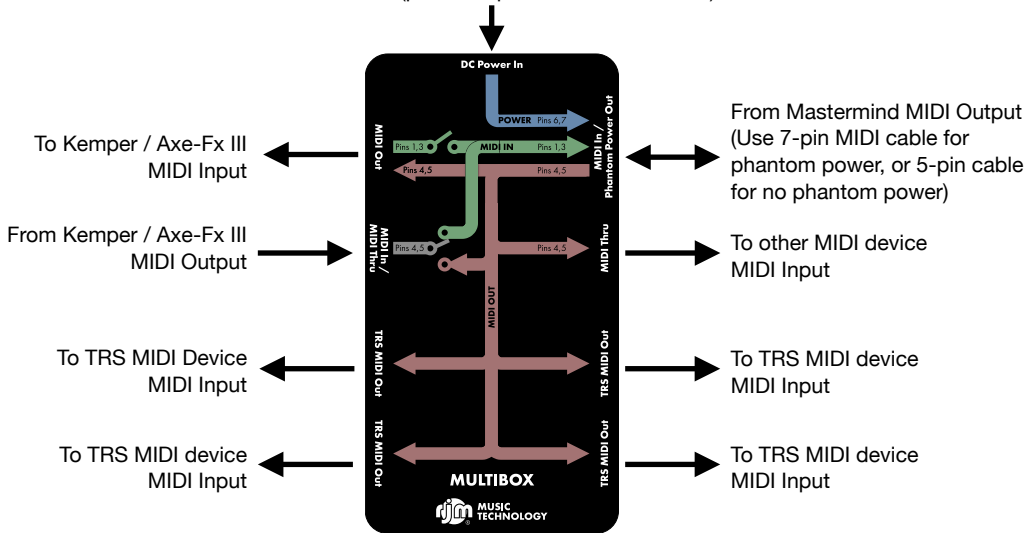 DC Power In
POWER Pins 6,7
MIDI Out
Pins 1,3
MIDI IN
Pins 1,3
MIDI In /
Phantom Power Out
Pins 4,5
Pins 4,5
To Kemper / Axe-Fx III
MIDI Input
From Mastermind MIDI Output
(Use 7-pin MIDI cable for
phantom power, or 5-pin cable
for no phantom power)
From Kemper / Axe-Fx III
MIDI Output
MIDI In /
MIDI Thru
Pins 4,5
Pins 4,5
MIDI Thru
To other MIDI device
MIDI Input
MIDI OUT
To TRS MIDI Device
MIDI Input
TRS MIDI Out
TRS MIDI Out
To TRS MIDI device
MIDI Input
To TRS MIDI device
MIDI Input
TRS MIDI Out
TRS MIDI Out
To TRS MIDI device
MIDI Input
MULTIBOX
rjm MUSIC
TECHNOLOGY